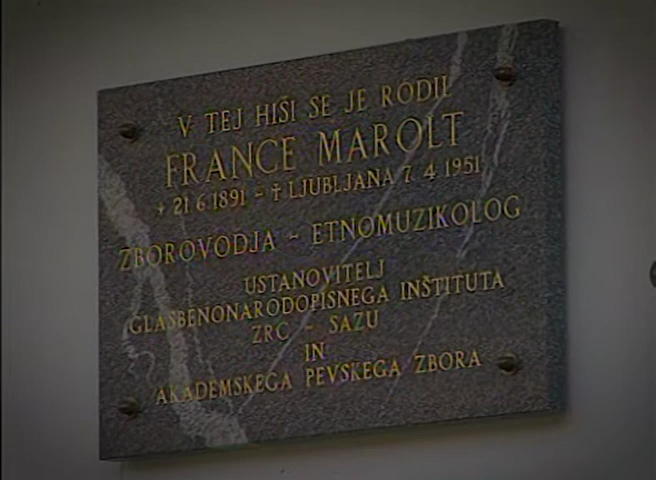 V TEJ HIŠI SE JE RODIL
FRANCE MAROLT
* 21 6 1891 - † LJUBLJANA 7 4 1951
ZBOROVODJA - ETNOMUZIKOLOG
USTANOVITELJ
GLASBENONARODOPISNEGA INŠTITUTA
ZRC - SAZU
IN
AKADEMSKEGA PEVSKEGA ZBORA